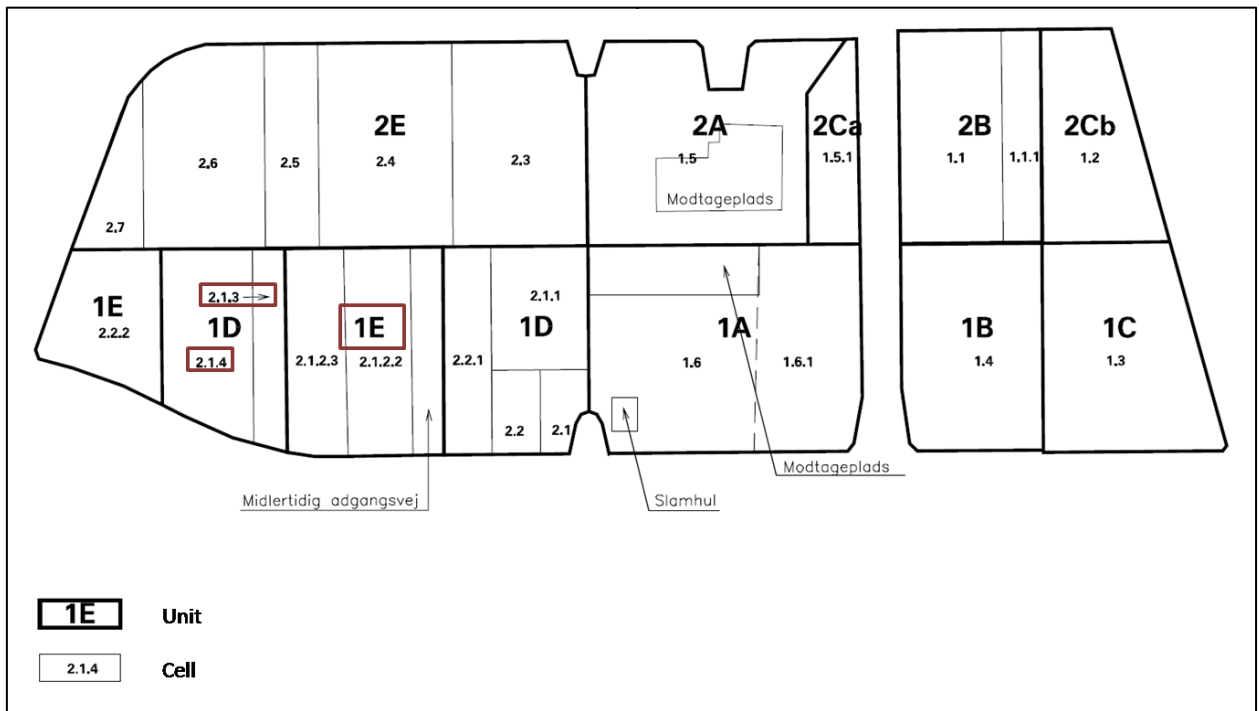 2E
2A
2Ca
2B
2Cb
2.6
2.5
2.4
2.3
1.5
1.5.1
1.1
1.1.1
1.2
Modtageplads
2.7
2.1.3
2.1.1
1E
2.2.2
1D
1E
1D
1A
1B
1C
2.1.4
2.1.2.3
2.1.2.2
2.2.1
1.6
1.6.1
1.4
1.3
2.2
2.1
Modtageplads
Midlertidig adgangsvej
Slamhul
1E Unit
2.1.4 Cell